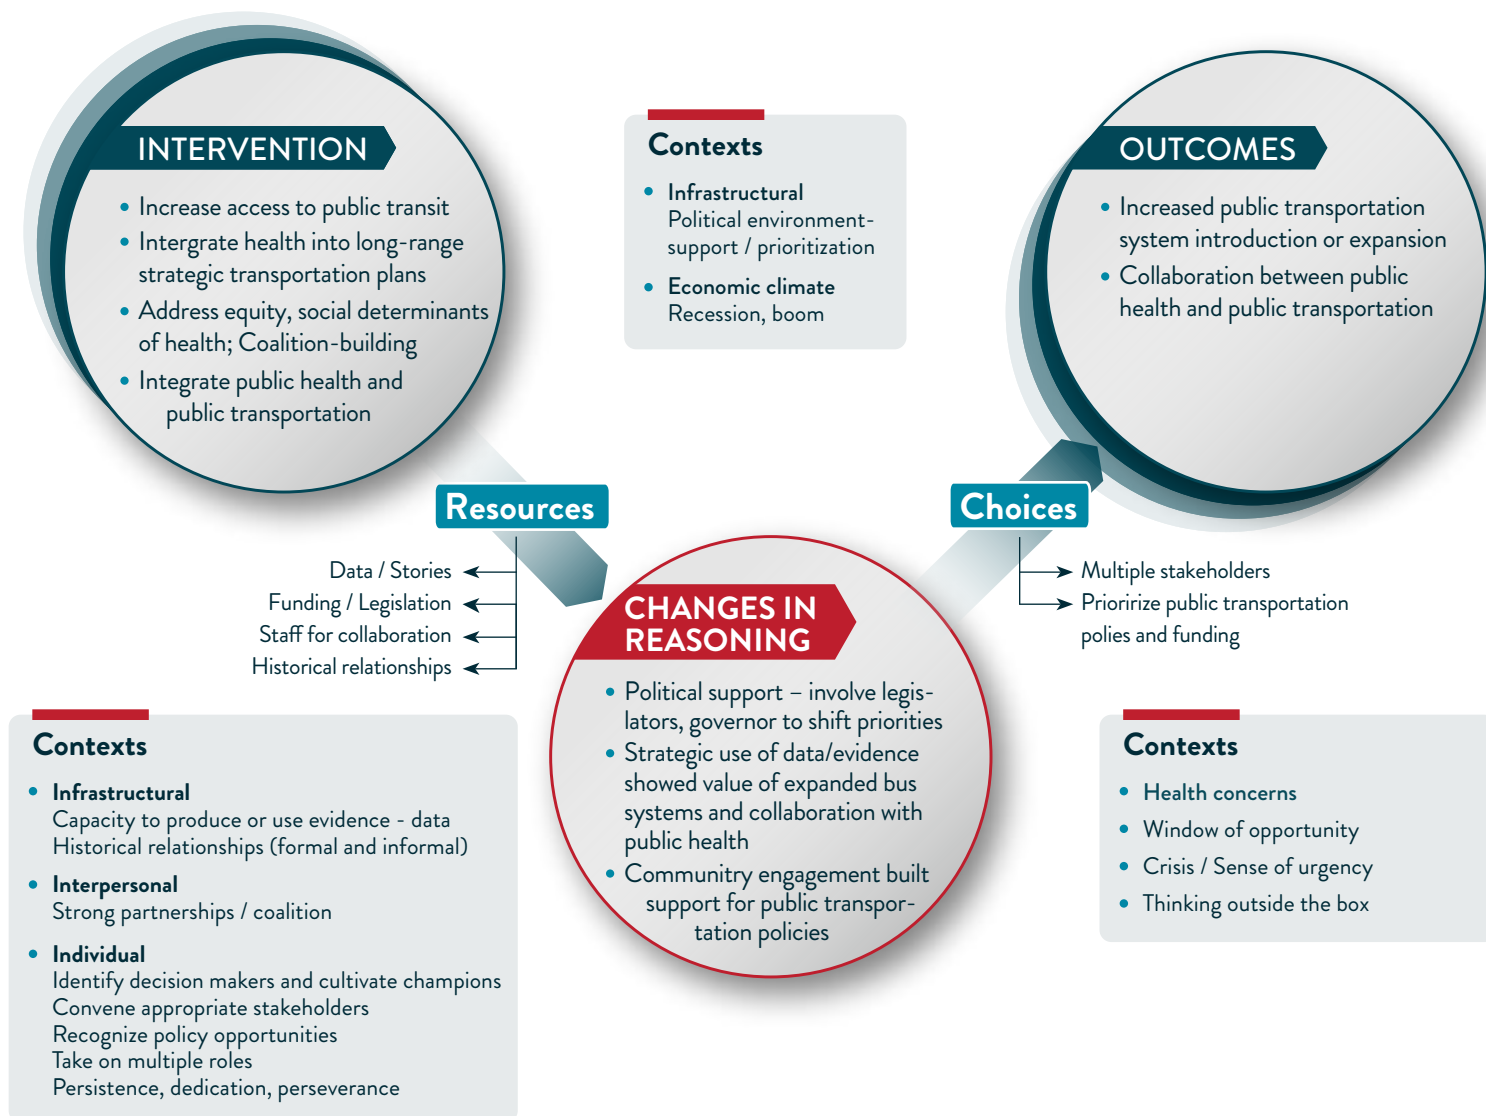 INTERVENTION
• Increase access to public transit
• Intergrate health into long-range
strategic transportation plans
• Address equity, social determinants
of health; Coalition-building
• Integrate public health and
public transportation
Contexts
• Infrastructural
Political environment-
support / prioritization
• Economic climate
Recession, boom
OUTCOMES
• Increased public transportation
system introduction or expansion
• Collaboration between public
health and public transportation
Resources
Data / Stories
Funding / Legislation
Staff for collaboration
Historical relationships
Choices
Multiple stakeholders
Prioririze public transportation
polies and funding
CHANGES IN
REASONING
• Political support – involve legis-
lators, governor to shift priorities
• Strategic use of data/evidence
showed value of expanded bus
systems and collaboration with
public health
• Communitry engagement built
support for public transpor-
tation policies
Contexts
• Infrastructural
Capacity to produce or use evidence - data
Historical relationships (formal and informal)
• Interpersonal
Strong partnerships / coalition
• Individual
Identify decision makers and cultivate champions
Convene appropriate stakeholders
Recognize policy opportunities
Take on multiple roles
Persistence, dedication, perseverance
Contexts
• Health concerns
• Window of opportunity
• Crisis / Sense of urgency
• Thinking outside the box